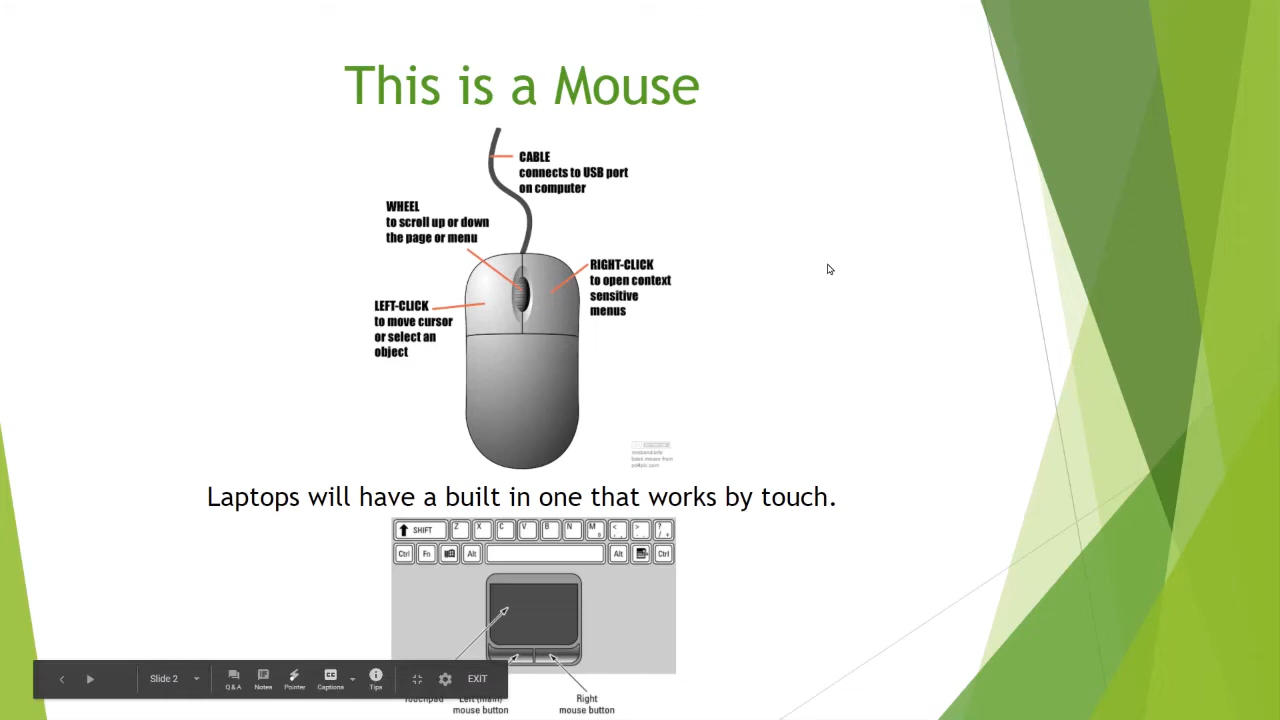 This is a Mouse
CABLE
connects to USB port
on computer
WHEEL
to scroll up or down
the page or menu
RIGHT-CLICK
to open context
sensitive
menus
LEFT-CLICK
to move cursor
or select an
object
Laptops will have a built in one that works by touch.
SHIFT Z X C V B N M < > ?
Ctrl Fn Alt Alt Ctrl
Slide 2
Q&A Notes Pointer Captions Tips EXIT
Touchpad Left (main) Right
mouse button mouse button